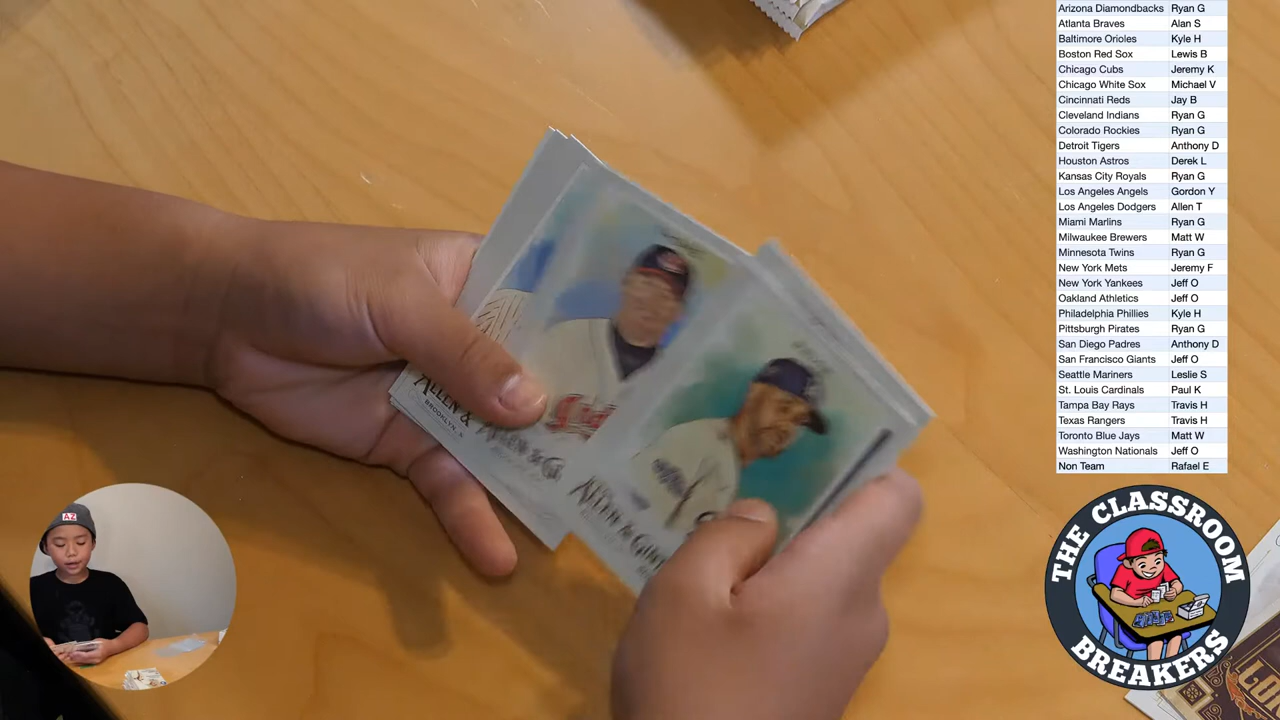 Arizona Diamondbacks Ryan G
Atlanta Braves Alan S
Baltimore Orioles Kyle H
Boston Red Sox Lewis B
Chicago Cubs Jeremy K
Chicago White Sox Michael V
Cincinnati Reds Jay B
Cleveland Indians Ryan G
Colorado Rockies Ryan G
Detroit Tigers Anthony D
Houston Astros Derek L
Kansas City Royals Ryan G
Los Angeles Angels Gordon Y
Los Angeles Dodgers Allen T
Miami Marlins Ryan G
Milwaukee Brewers Matt W
Minnesota Twins Ryan G
New York Mets Jeremy F
New York Yankees Jeff O
Oakland Athletics Jeff O
Philadelphia Phillies Kyle H
Pittsburgh Pirates Ryan G
San Diego Padres Anthony D
San Francisco Giants Jeff O
Seattle Mariners Leslie S
St. Louis Cardinals Paul K
Tampa Bay Rays Travis H
Texas Rangers Travis H
Toronto Blue Jays Matt W
Washington Nationals Jeff O
Non Team Rafael E
ALLEN &
BROOKLYN
ALLEN & 
AZ
THE CLASSROOM
BREAKERS